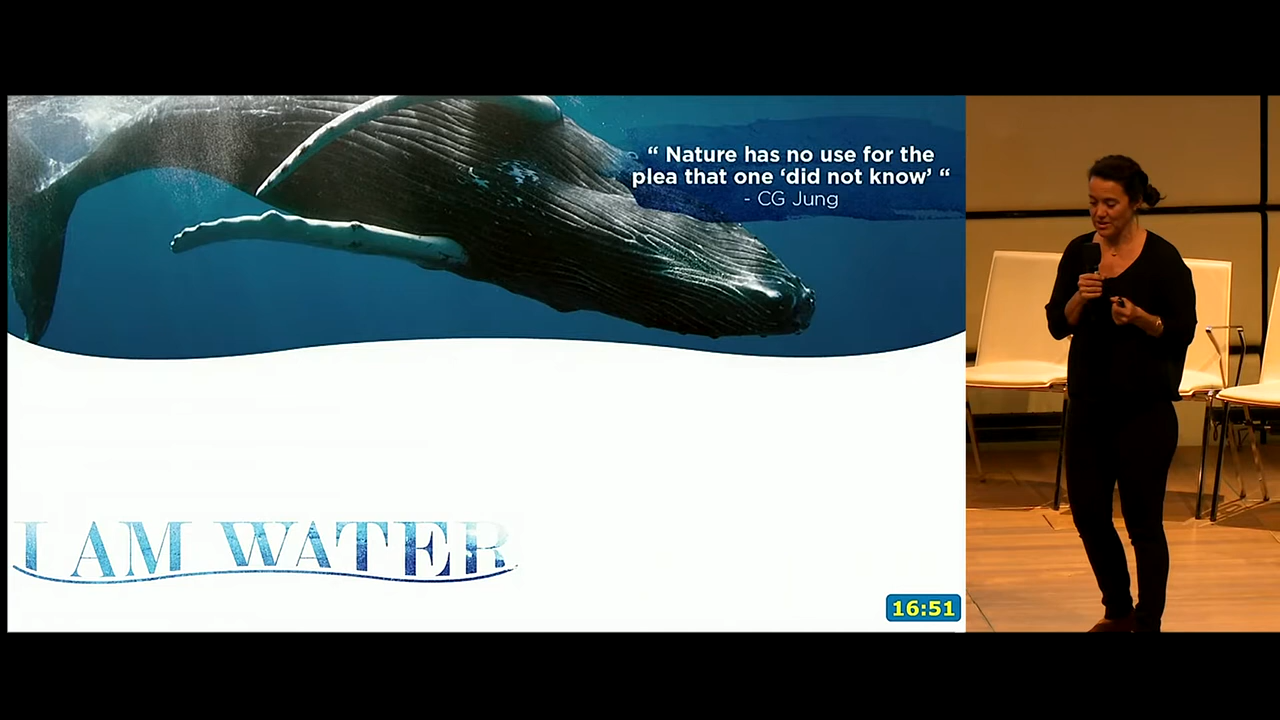 “ Nature has no use for the
plea that one ‘did not know’ “
- CG Jung
I AM WATER
16:51